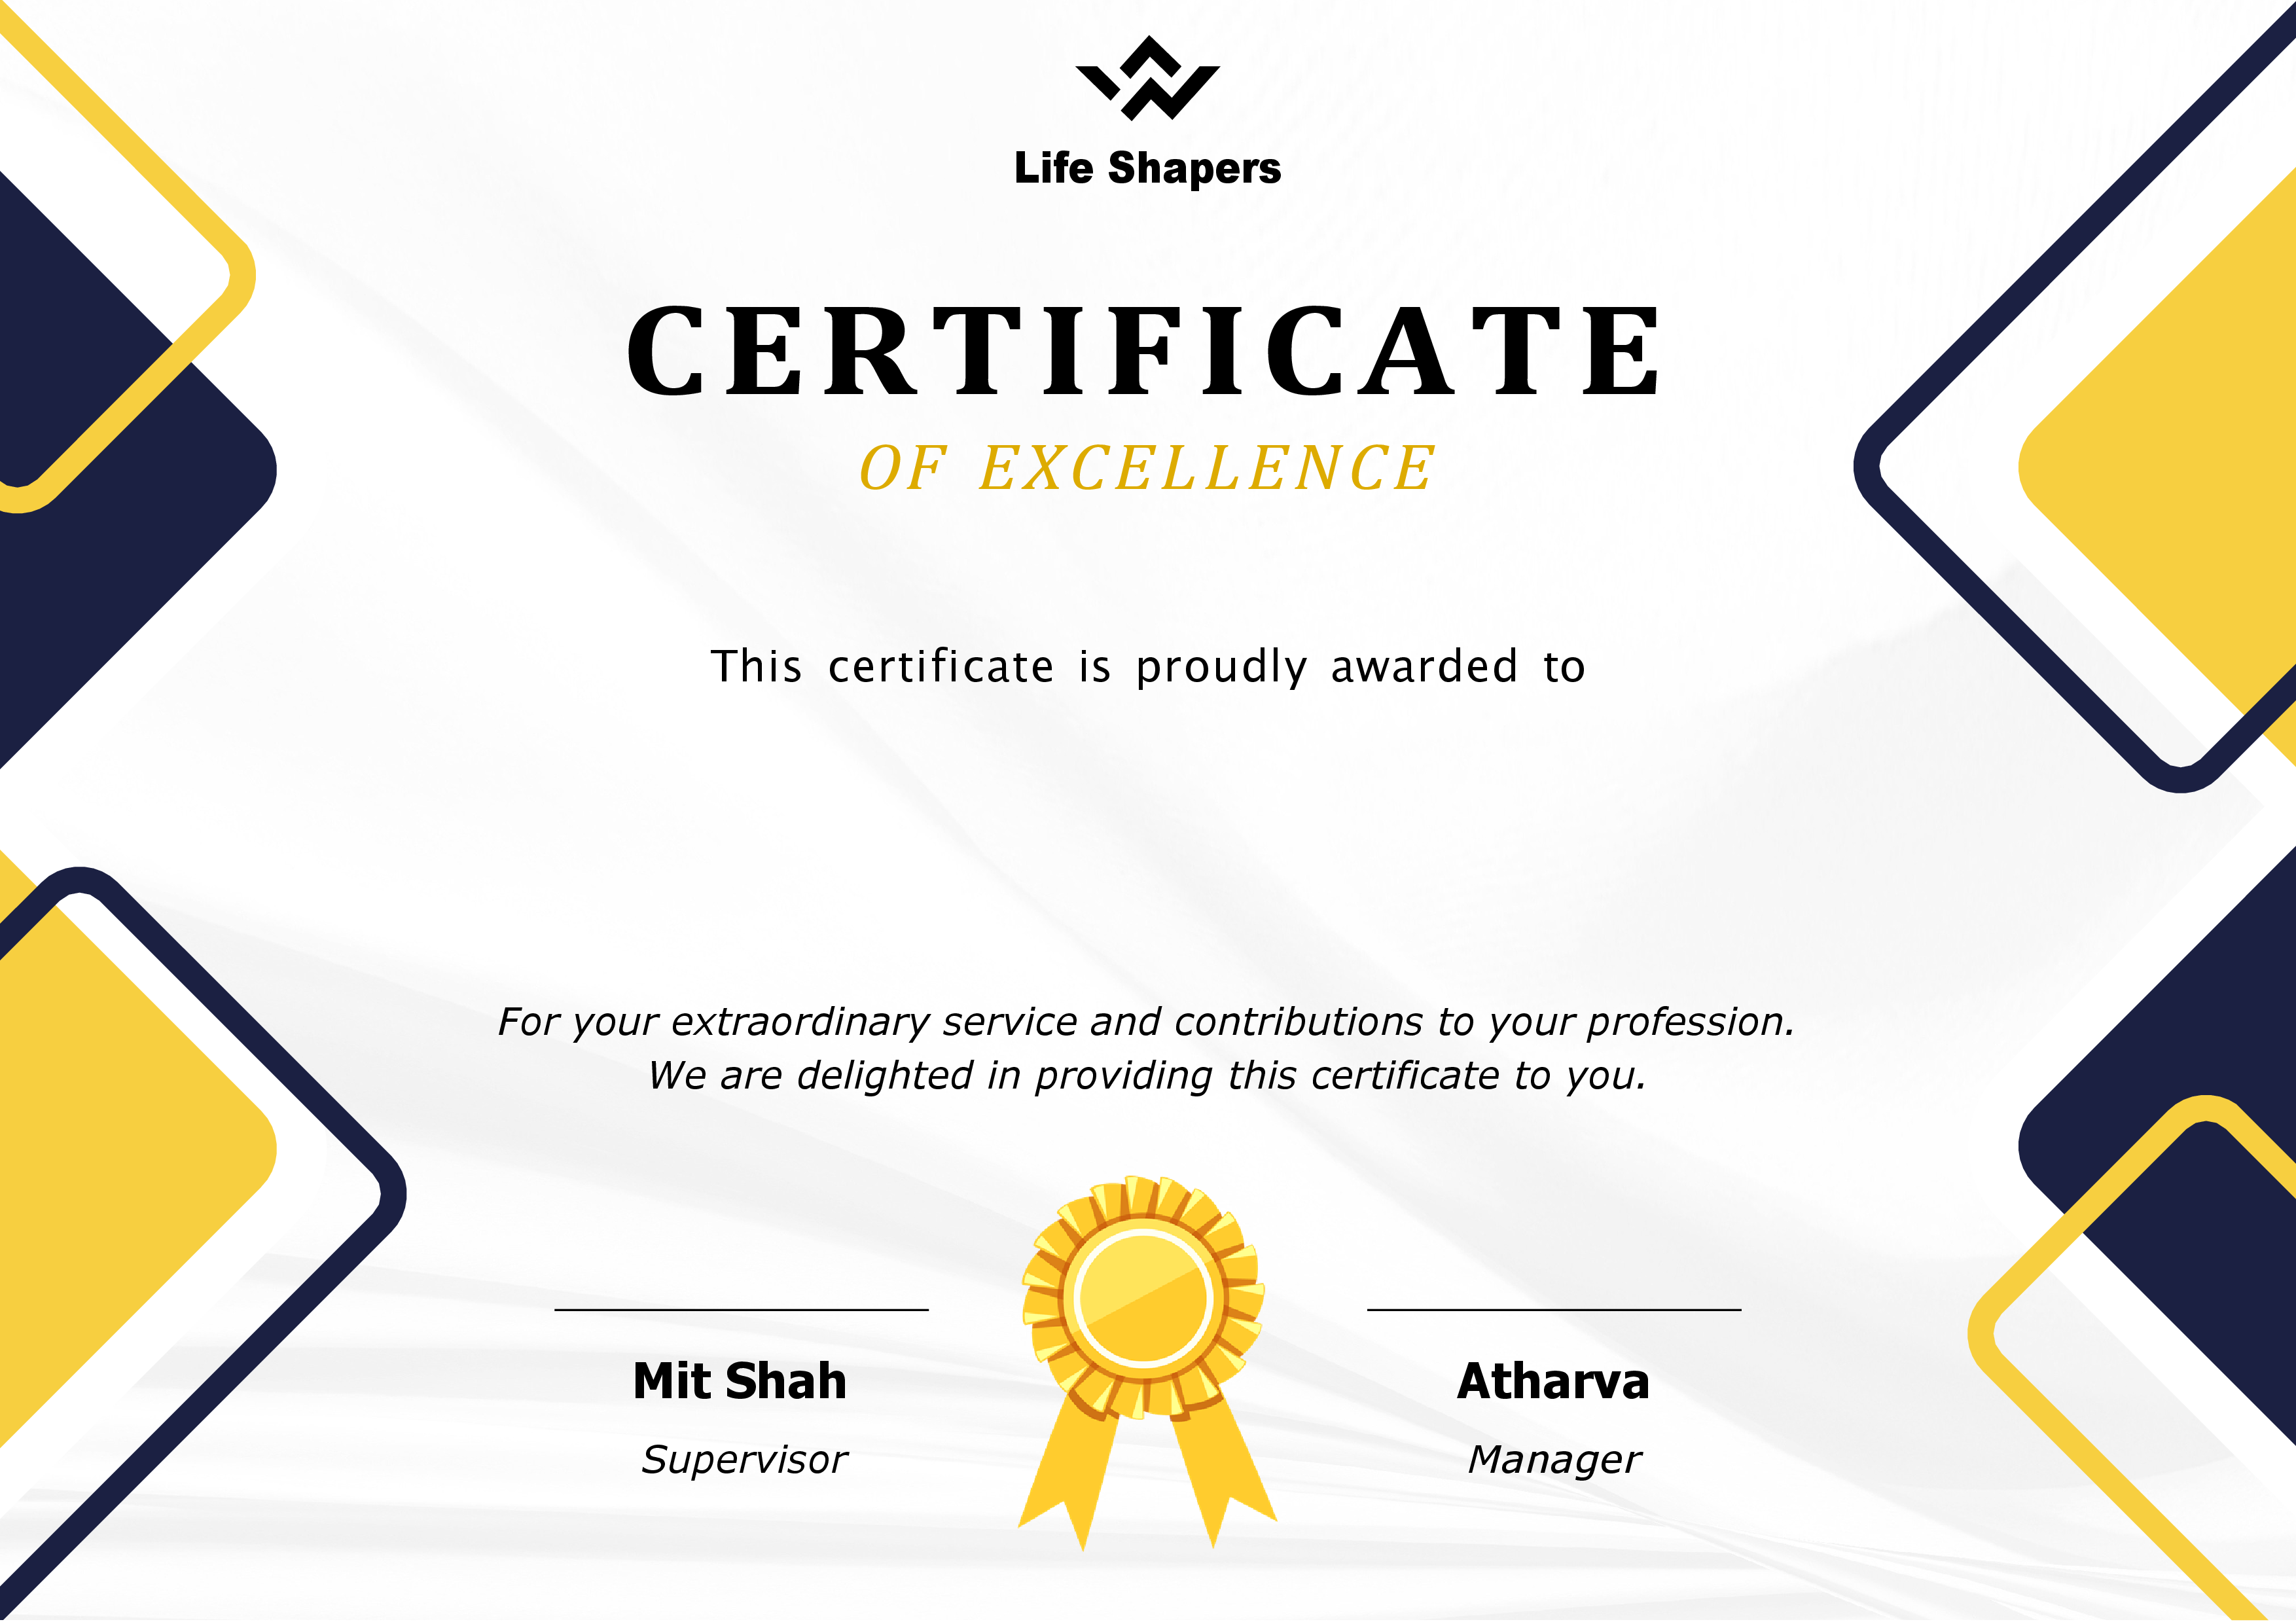 Life Shapers
CERTIFICATE
OF EXCELLENCE
This certificate is proudly awarded to
For your extraordinary service and contributions to your profession.
We are delighted in providing this certificate to you.
Mit Shah
Atharva
Supervisor
Manager